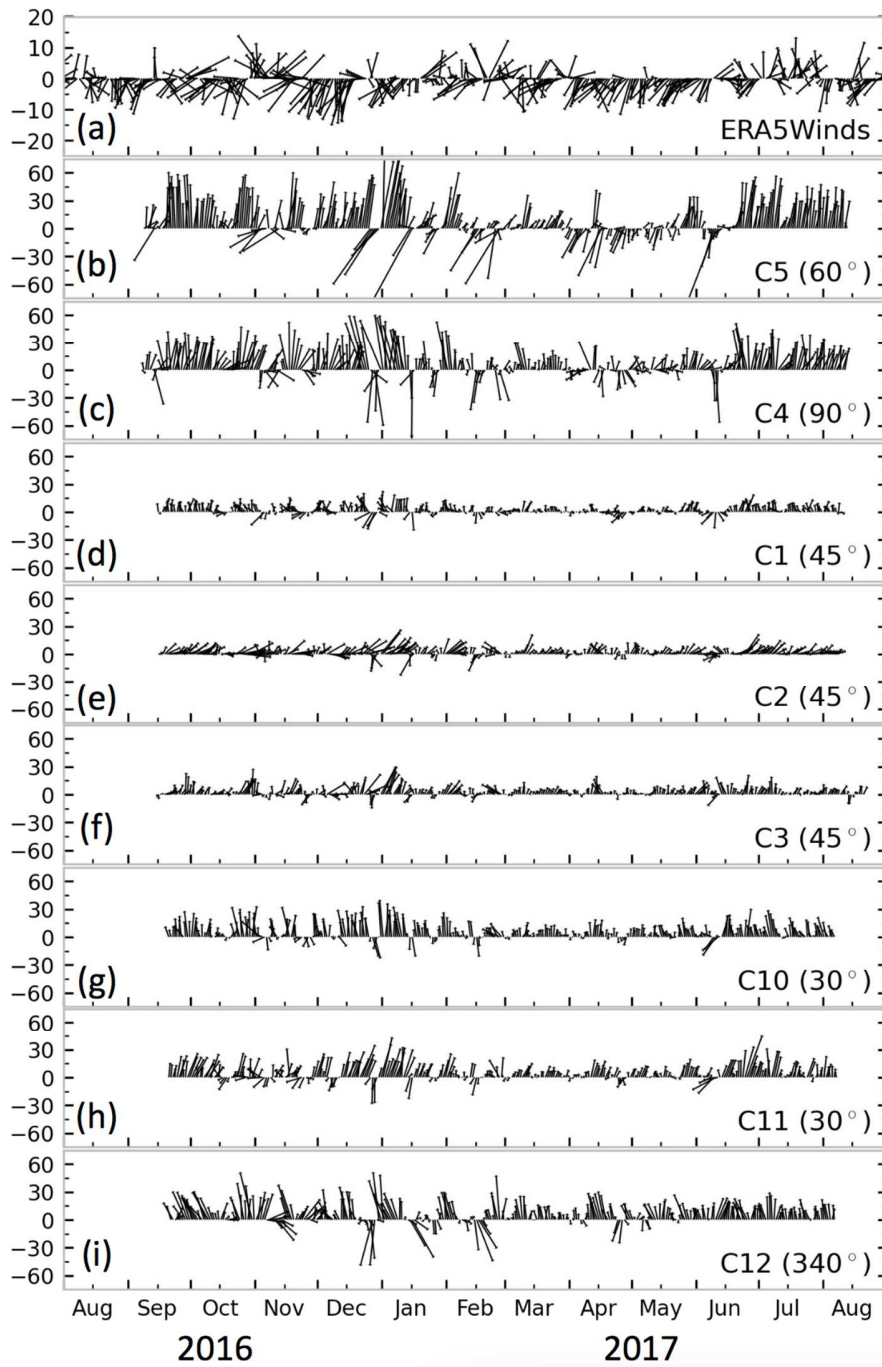 20
10
0
−10
−20
(a)
ERA5Winds
60
30
0
−30
−60
(b)
C5 (60°)
60
30
0
−30
−60
(c)
C4 (90°)
60
30
0
−30
−60
(d)
C1 (45°)
60
30
0
−30
−60
(e)
C2 (45°)
60
30
0
−30
−60
(f)
C3 (45°)
60
30
0
−30
−60
(g)
C10 (30°)
60
30
0
−30
−60
(h)
C11 (30°)
60
30
0
−30
−60
(i)
C12 (340°)
Aug Sep Oct Nov Dec Jan Feb Mar Apr May Jun Jul Aug
2016 2017